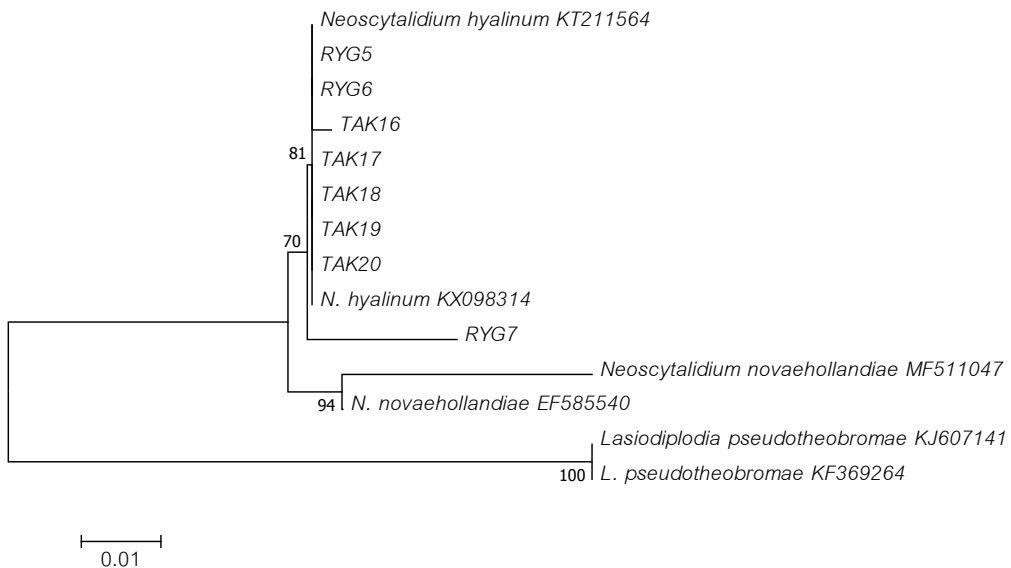 Neoscytalidium hyalinum KT211564
RYG5
RYG6
TAK16
81
TAK17
TAK18
TAK19
70
TAK20
N. hyalinum KX098314
RYG7
Neoscytalidium novaehollandiae MF511047
94
N. novaehollandiae EF585540
Lasiodiplodia pseudotheobromae KJ607141
100
L. pseudotheobromae KF369264
0.01